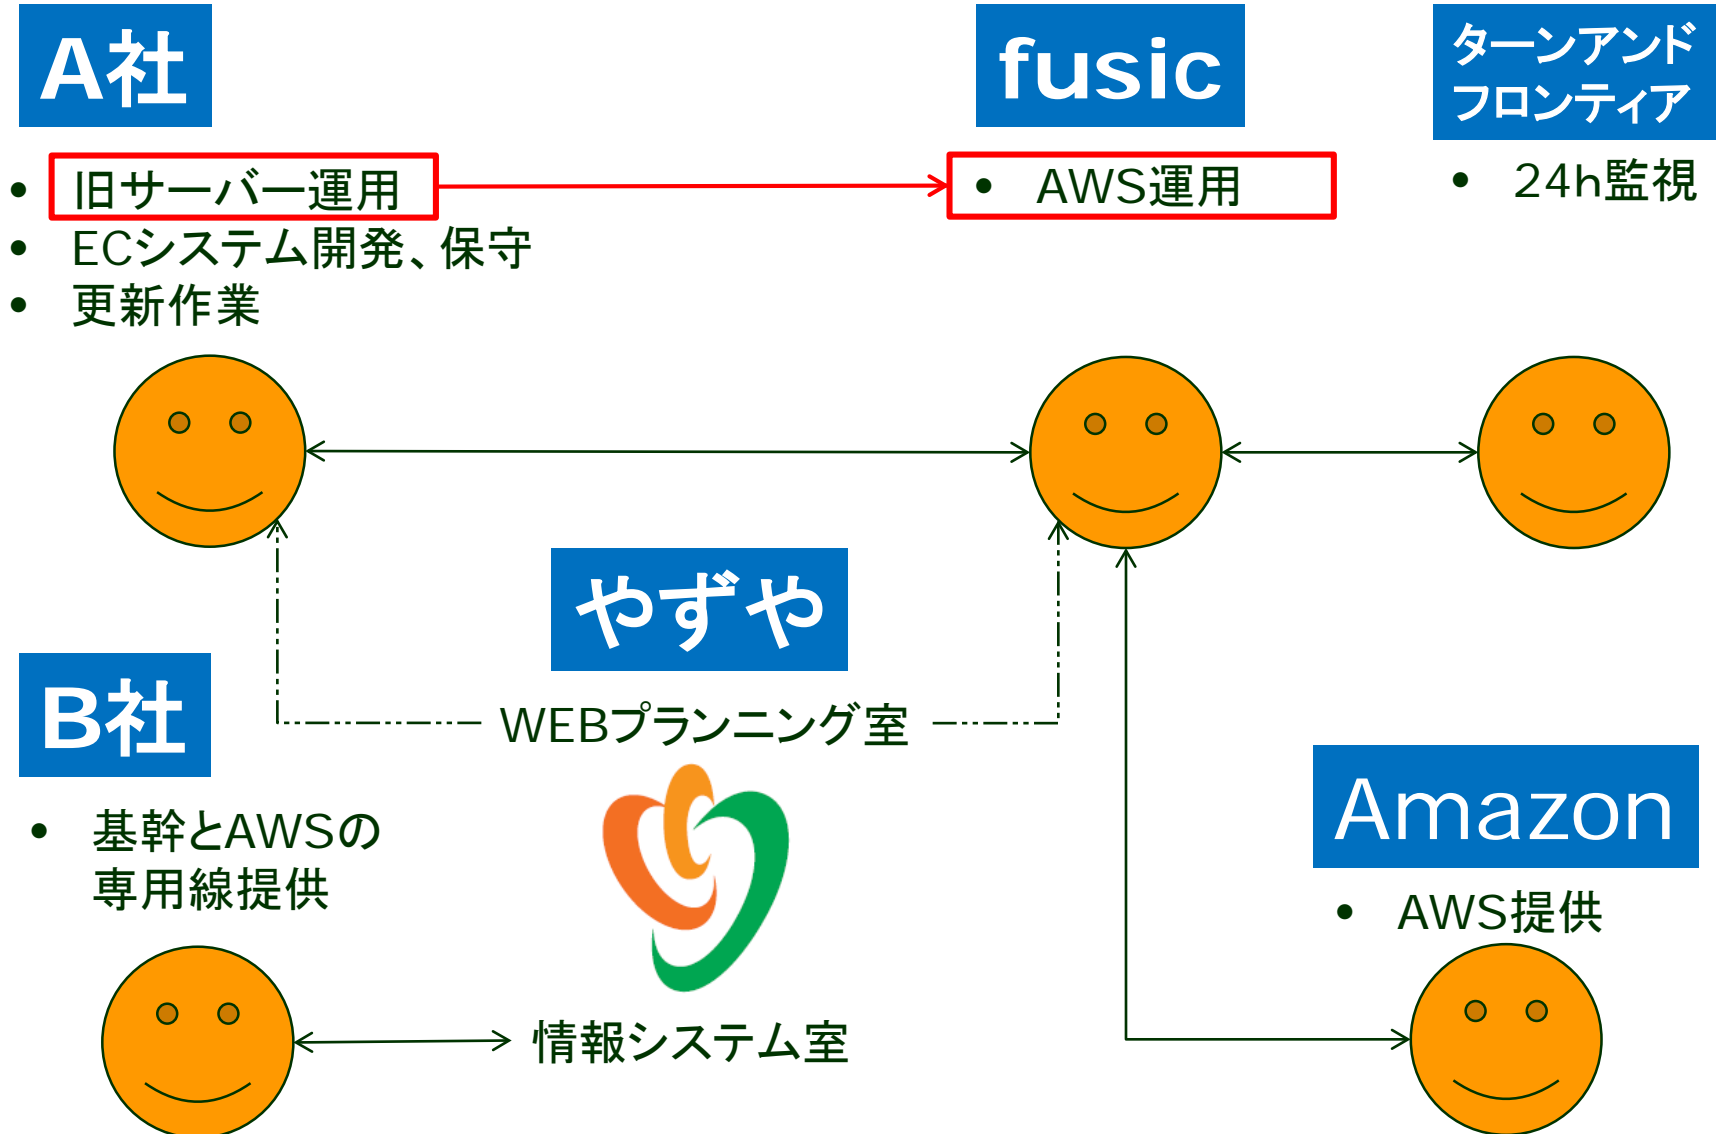 A社
• 旧サーバー運用
• ECシステム開発、保守
• 更新作業
fusic
• AWS運用
ターンアンド
フロンティア
• 24h監視
やずや
WEBプランニング室
情報システム室
B社
• 基幹とAWSの
専用線提供
Amazon
• AWS提供